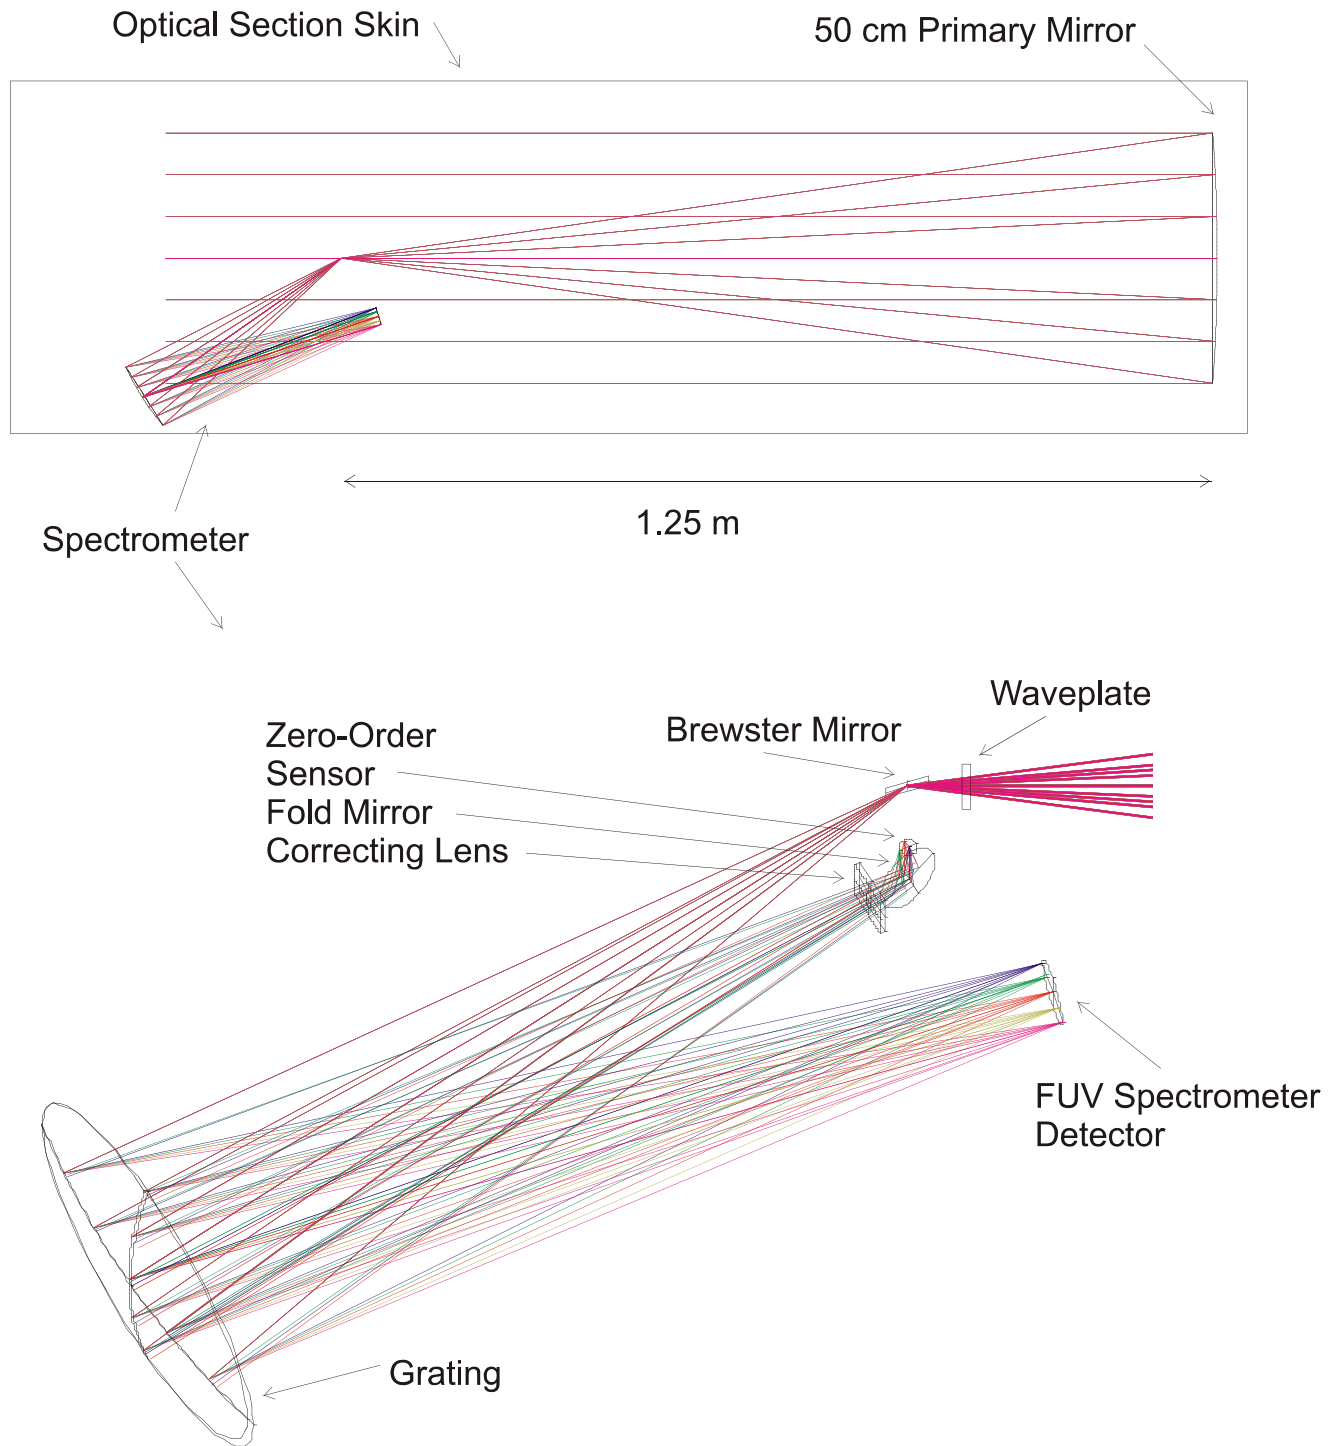 Optical Section Skin
50 cm Primary Mirror
1.25 m
Spectrometer
Waveplate
Brewster Mirror
Zero-Order
Sensor
Fold Mirror
Correcting Lens
FUV Spectrometer
Detector
Grating